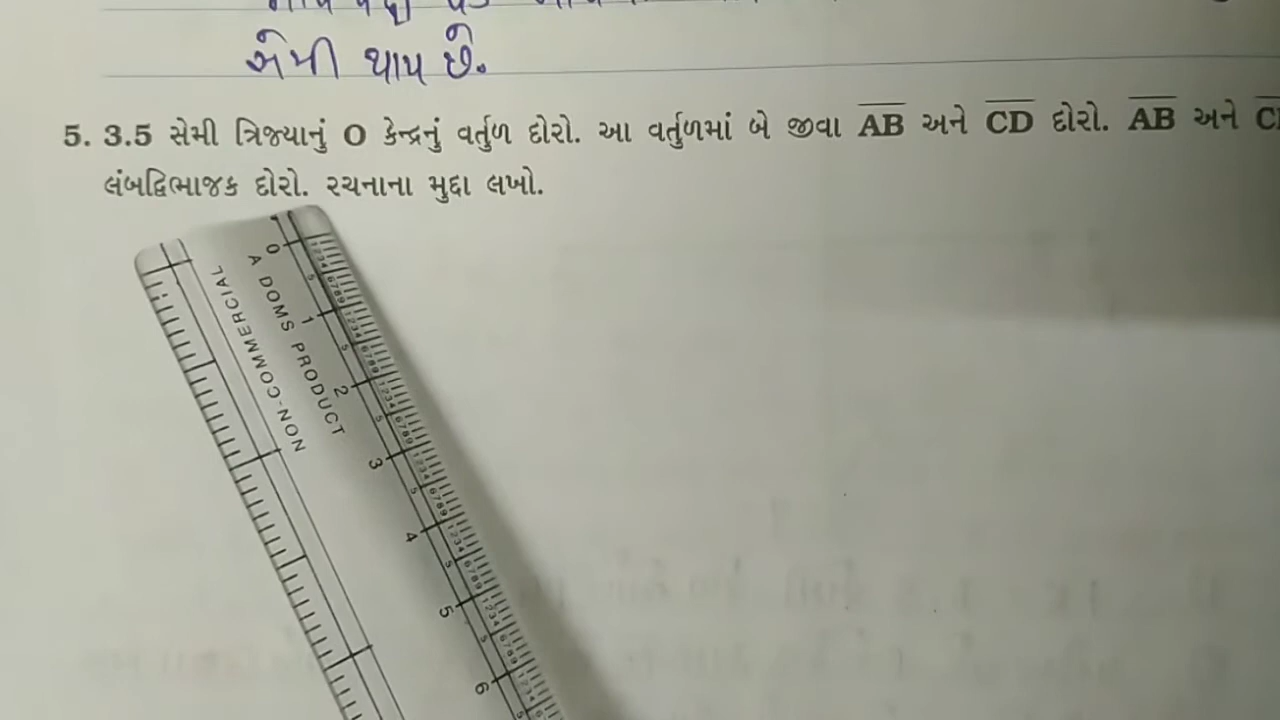 સેમી થાય છે.
5. 3.5 સેમી ત્રિજ્યાનું O કેન્દ્રનું વર્તુળ દોરો. આ વર્તુળમાં બે જીવા AB અને CD દોરો. AB અને
લંબદ્વિભાજક દોરો. રચનાના મુદ્દા લખો.
0 1 2 3 4 5 6
A DOMS PRODUCT
NON-COMMERCIAL